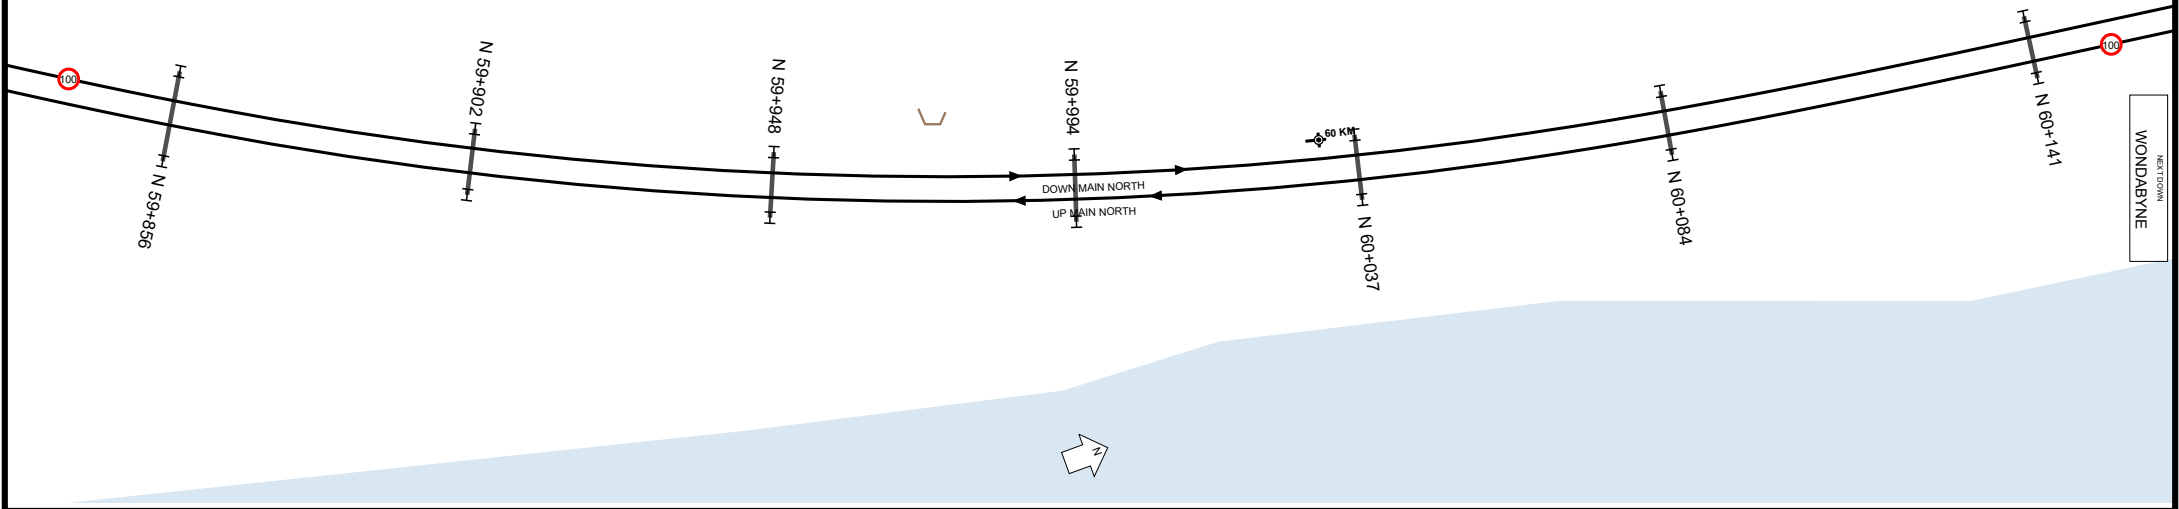 100
N 59+856
N 59+902
N 59+948
N 59+994
DOWN MAIN NORTH
UP MAIN NORTH
60 KM
N 60+037
N 60+084
N 60+141
100
NEXT DOWN
WONDABYNE
N